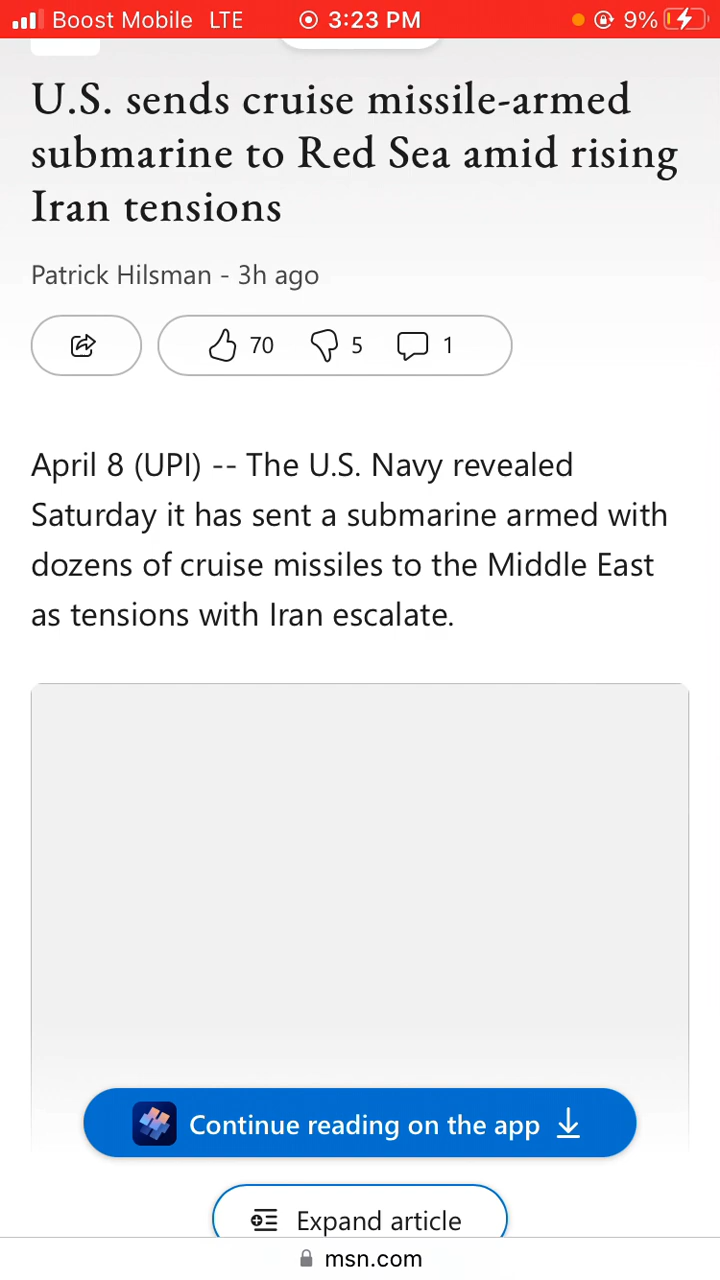 Boost Mobile LTE 3:23 PM 9%
U.S. sends cruise missile-armed
submarine to Red Sea amid rising
Iran tensions
Patrick Hilsman - 3h ago
70 5 1
April 8 (UPI) -- The U.S. Navy revealed
Saturday it has sent a submarine armed with
dozens of cruise missiles to the Middle East
as tensions with Iran escalate.
Continue reading on the app
Expand article
msn.com